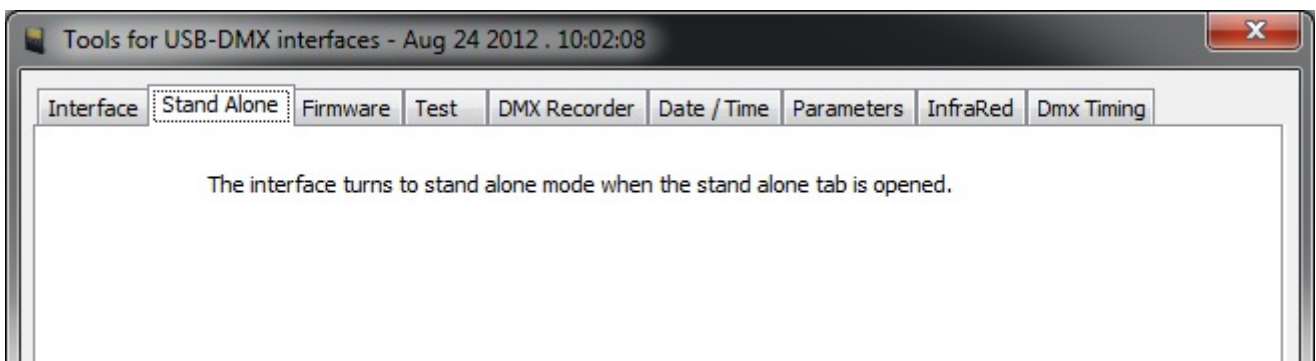 Tools for USB-DMX interfaces - Aug 24 2012 . 10:02:08
Interface Stand Alone Firmware Test DMX Recorder Date / Time Parameters InfraRed Dmx Timing
The interface turns to stand alone mode when the stand alone tab is opened.